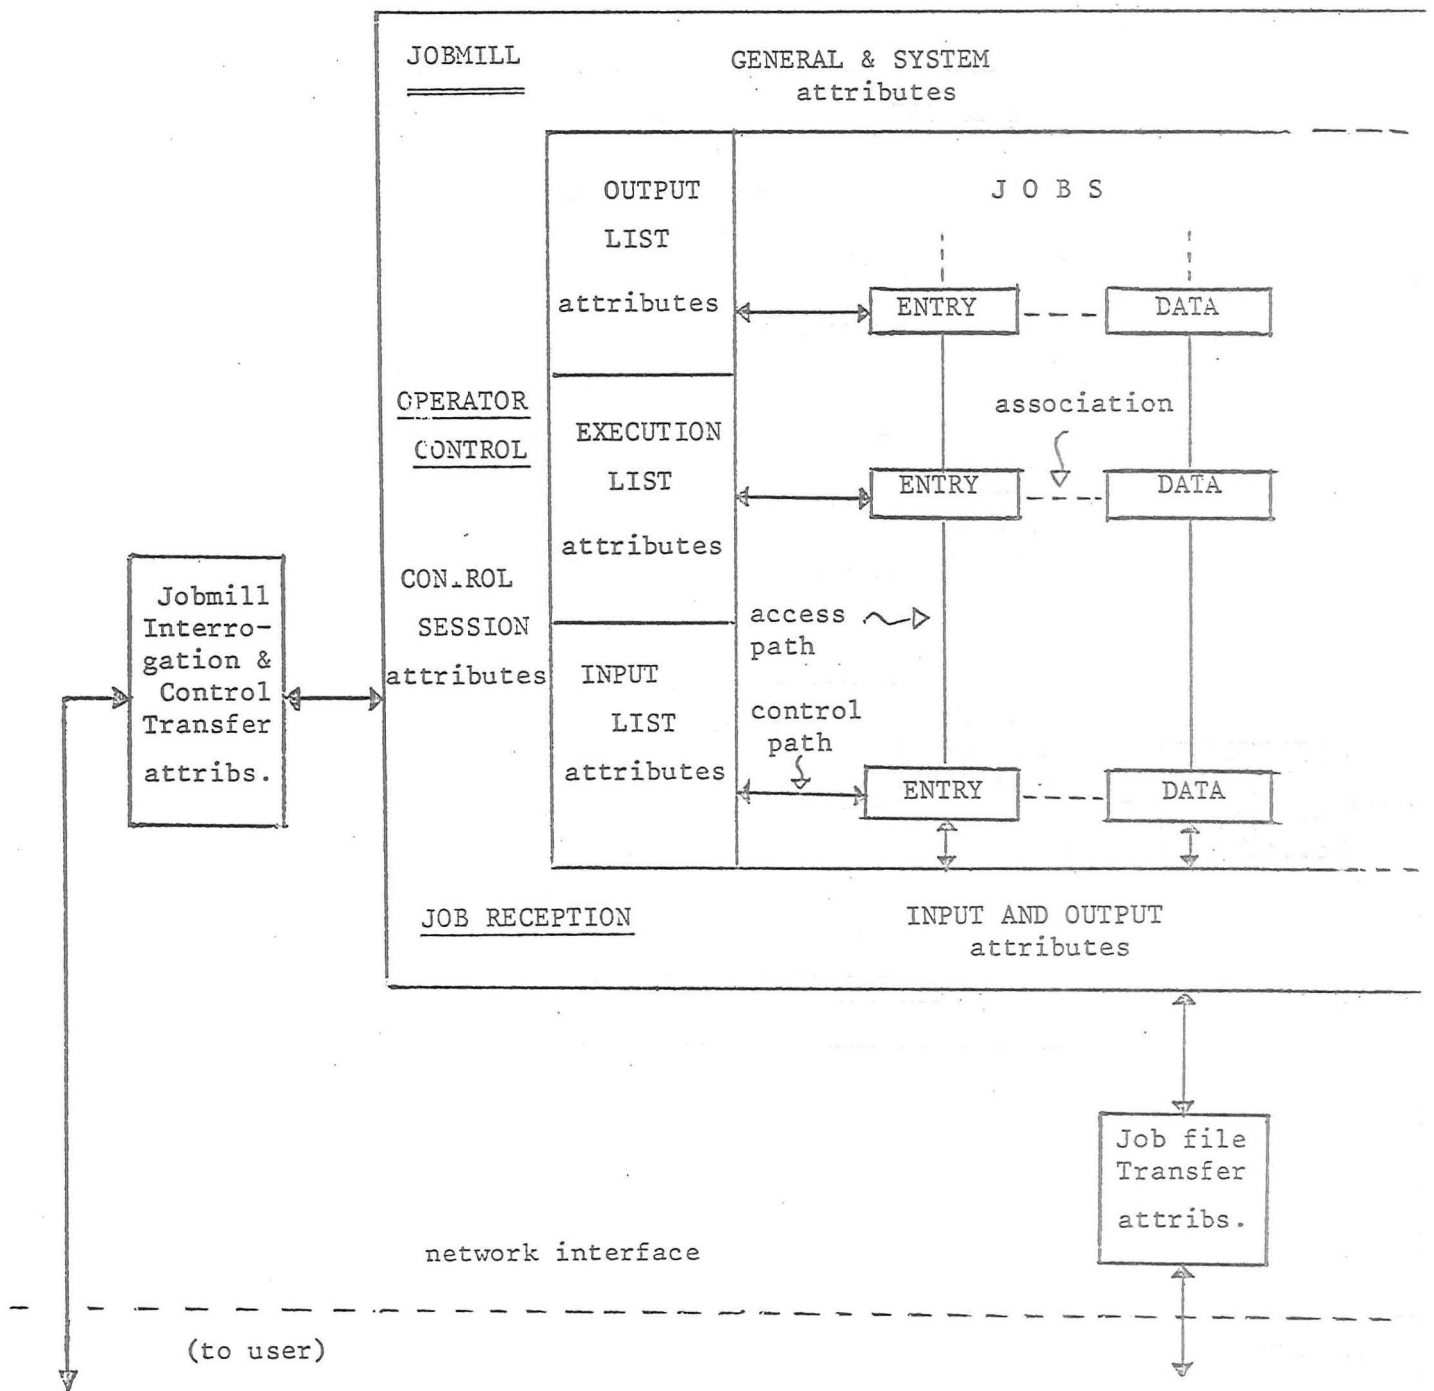 JOBMILL
GENERAL & SYSTEM
attributes
OUTPUT
LIST
attributes
J O B S
ENTRY
DATA
OPERATOR
CONTROL
EXECUTION
LIST
attributes
association
ENTRY
DATA
CONTROL
SESSION
attributes
Jobmill
Interro-
gation &
Control
Transfer
attribs.
access
path
INPUT
LIST
attributes
control
path
ENTRY
DATA
JOB RECEPTION
INPUT AND OUTPUT
attributes
Job file
Transfer
attribs.
network interface
(to user)